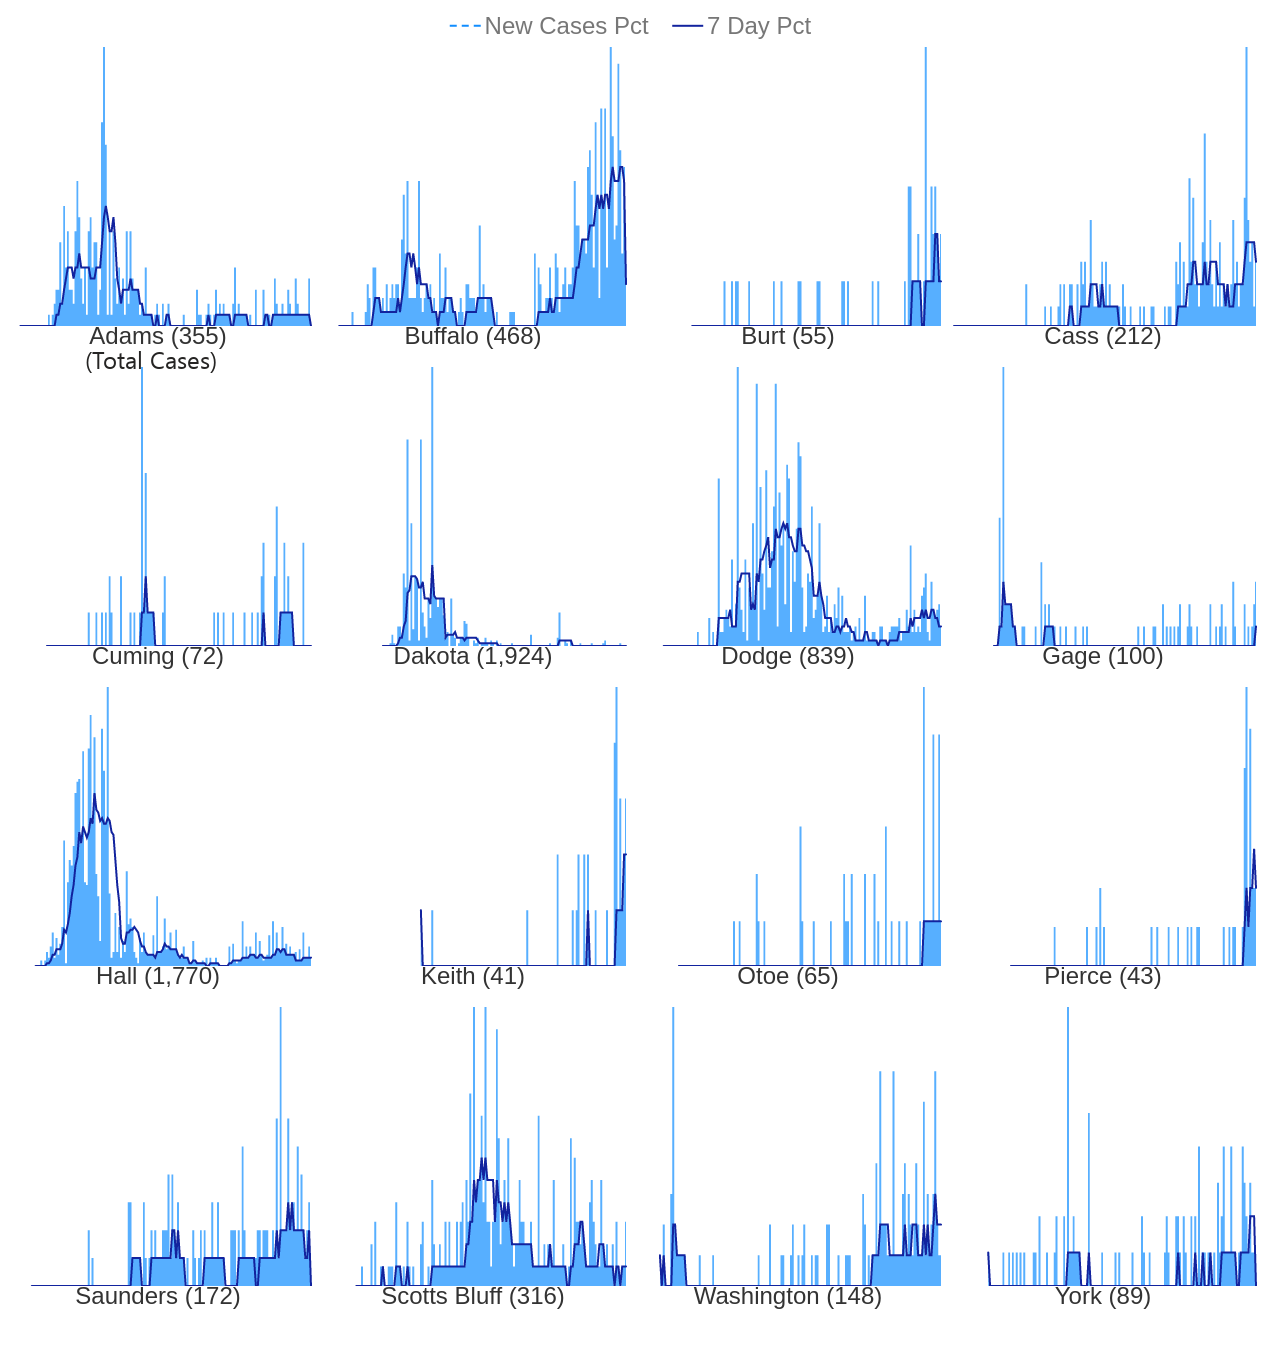 New Cases Pct 7 Day Pct
Adams (355) Buffalo (468) Burt (55) Cass (212)
(Total Cases)
Cuming (72) Dakota (1,924) Dodge (839) Gage (100)
Hall (1,770) Keith (41) Otoe (65) Pierce (43)
Saunders (172) Scotts Bluff (316) Washington (148) York (89)